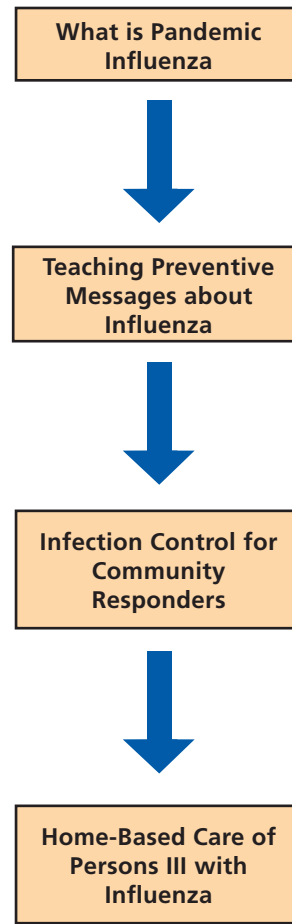 What is Pandemic
Influenza
Teaching Preventive
Messages about
Influenza
Infection Control for
Community
Responders
Home-Based Care of
Persons III with
Influenza